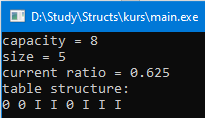 D:\Study\Structs\kurs\main.exe
capacity = 8
size = 5
current ratio = 0.625
table structure:
0 0 I I 0 I I I